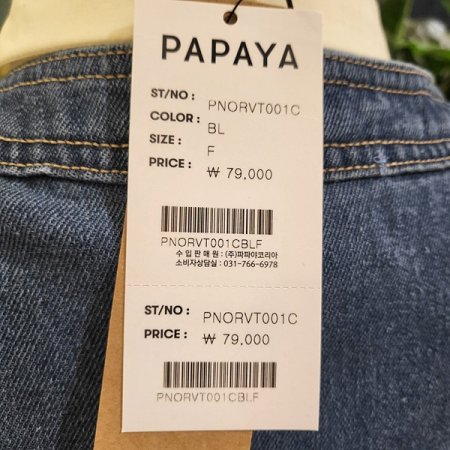 PAPAYA
ST/NO : PNORVT001C
COLOR : BL
SIZE : F
PRICE : ₩ 79,000
PNORVT001CBLF
수 입 판 매 원 : (주)파파야코리아
소비자상담실 : 031-766-6978
ST/NO : PNORVT001C
PRICE : ₩ 79,000
PNORVT001CBLF